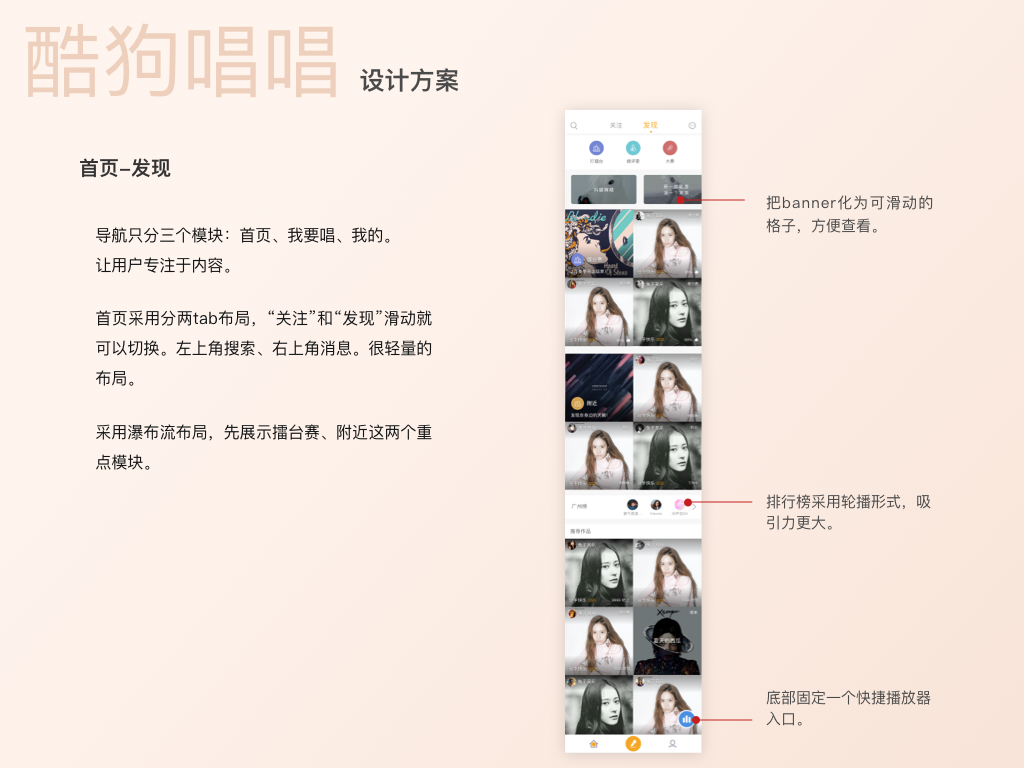 酷狗唱唱 设计方案
首页–发现
导航只分三个模块：首页、我要唱、我的。
让用户专注于内容。
首页采用分两tab布局，“关注”和“发现”滑动就
可以切换。左上角搜索、右上角消息。很轻量的
布局。
采用瀑布流布局，先展示擂台赛、附近这两个重
点模块。
关注 发现
大赛
附近
广州榜
推荐作品
把banner化为可滑动的
格子，方便查看。
排行榜采用轮播形式，吸
引力更大。
底部固定一个快捷播放器
入口。